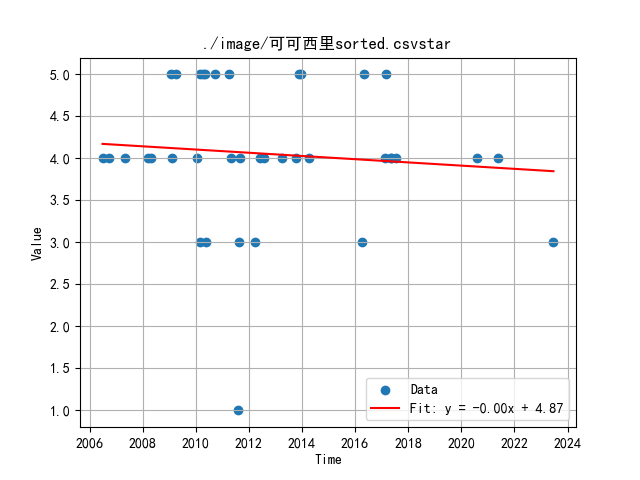 ./image/可可西里sorted.csvstar
5.0
4.5
4.0
3.5
3.0
2.5
2.0
1.5
1.0
Value
Data
Fit: y = -0.00x + 4.87
2006 2008 2010 2012 2014 2016 2018 2020 2022 2024
Time